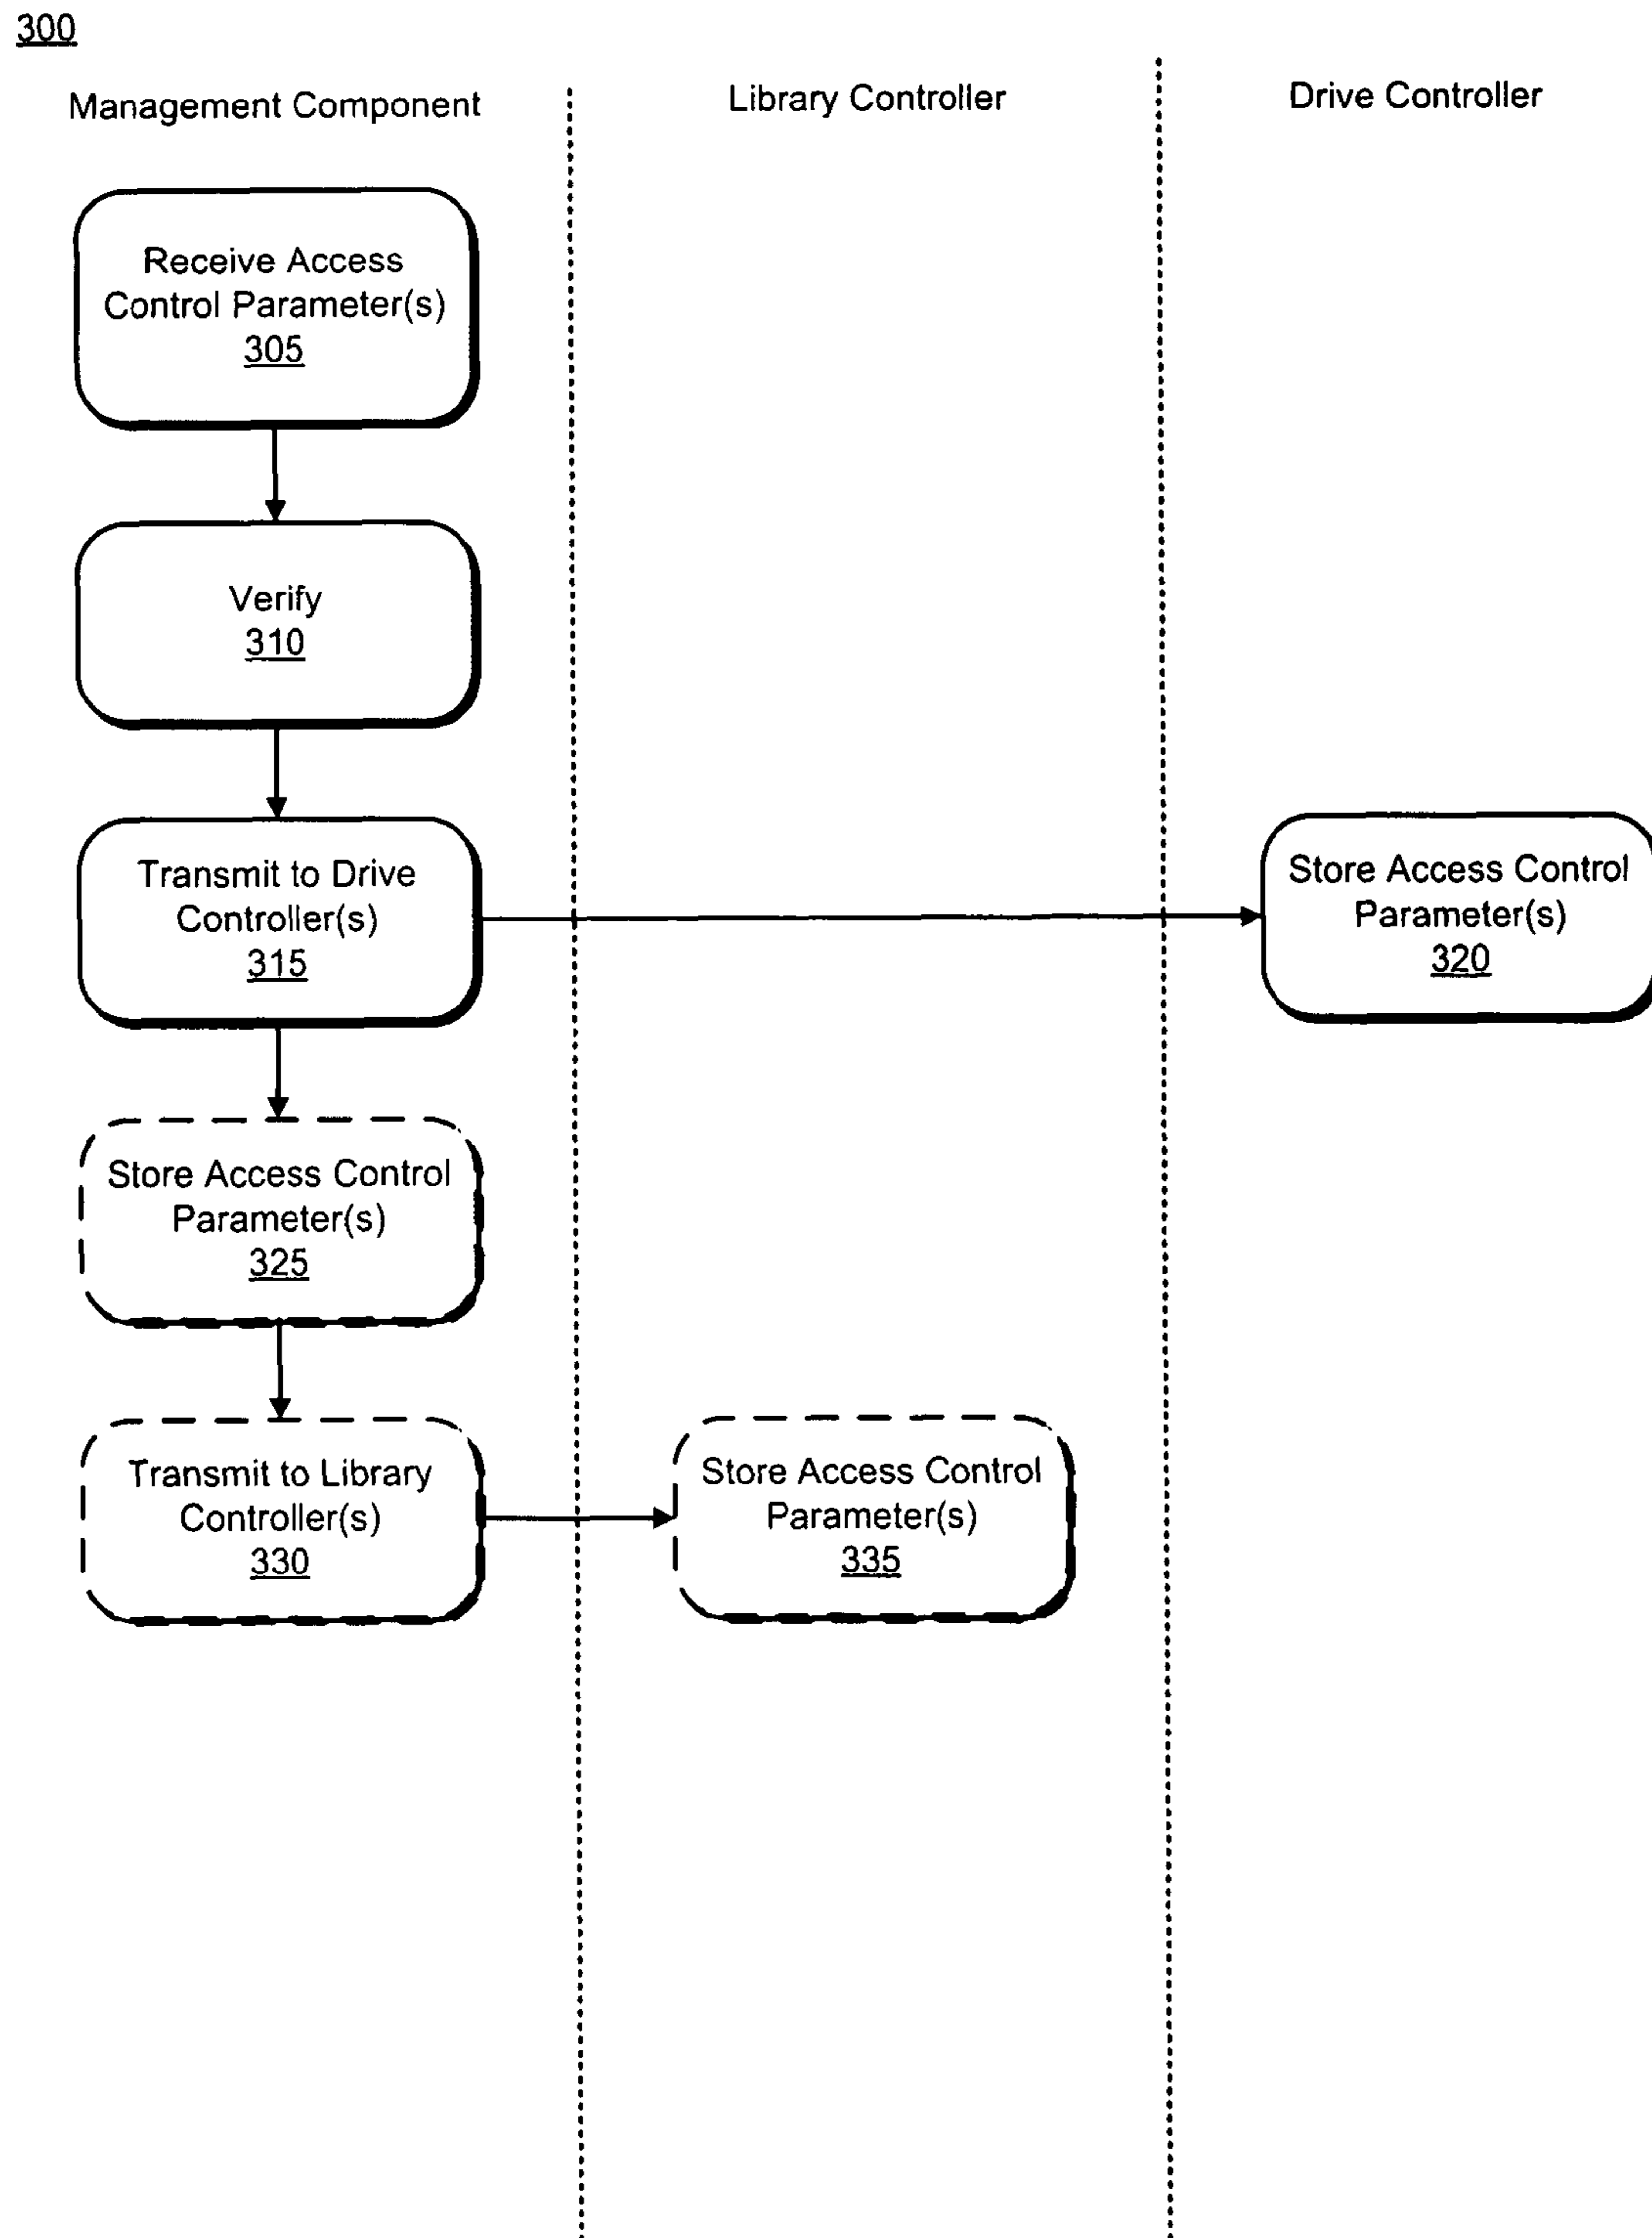 300
Management Component
Library Controller
Drive Controller
Receive Access
Control Parameter(s)
305
Verify
310
Transmit to Drive
Controller(s)
315
Store Access Control
Parameter(s)
320
Store Access Control
Parameter(s)
325
Transmit to Library
Controller(s)
330
Store Access Control
Parameter(s)
335